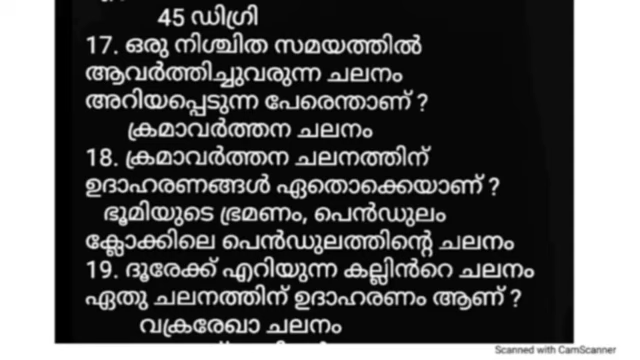 45 ഡിഗ്രി
17. ഒരു നിശ്ചിത സമയത്തിൽ
ആവർത്തിച്ചുവരുന്ന ചലനം
അറിയപ്പെടുന്ന പേരെന്താണ് ?
ക്രമാവർത്തന ചലനം
18. ക്രമാവർത്തന ചലനത്തിന്
ഉദാഹരണങ്ങൾ ഏതൊക്കെയാണ് ?
ഭൂമിയുടെ ഭ്രമണം, പെൻഡുലം
ക്ലോക്കിലെ പെൻഡുലത്തിന്റെ ചലനം
19. ദൂരേക്ക് എറിയുന്ന കല്ലിൻറെ ചലനം
ഏതു ചലനത്തിന് ഉദാഹരണം ആണ് ?
വക്രരേഖാ ചലനം
Scanned with CamScanner